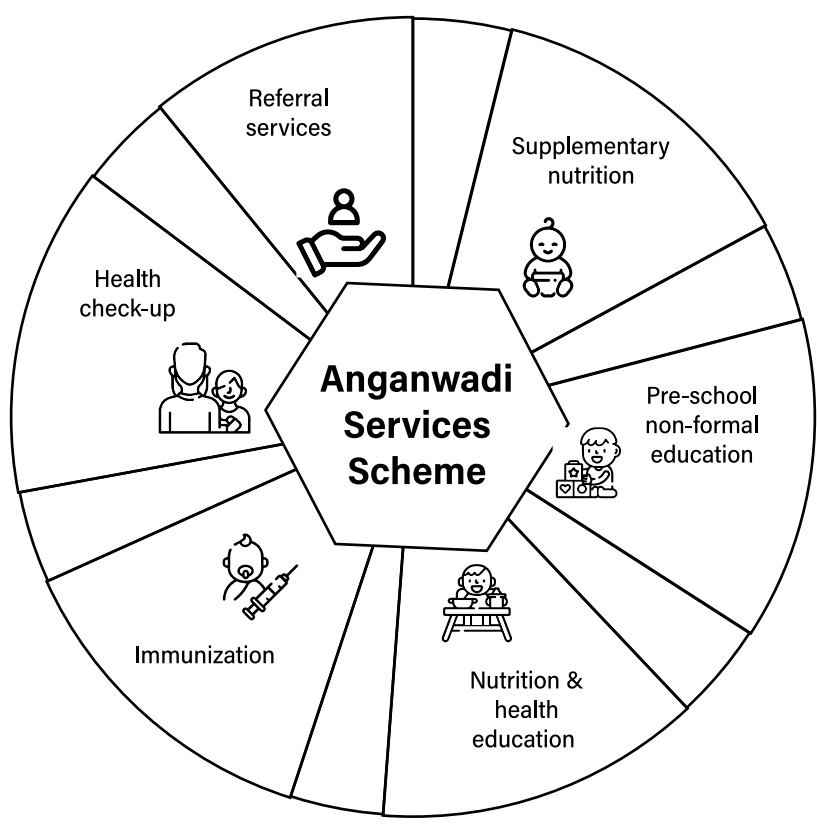 Anganwadi
Services
Scheme
Supplementary
nutrition
Pre-school
non-formal
education
Nutrition &
health
education
Immunization
Health
check-up
Referral
services